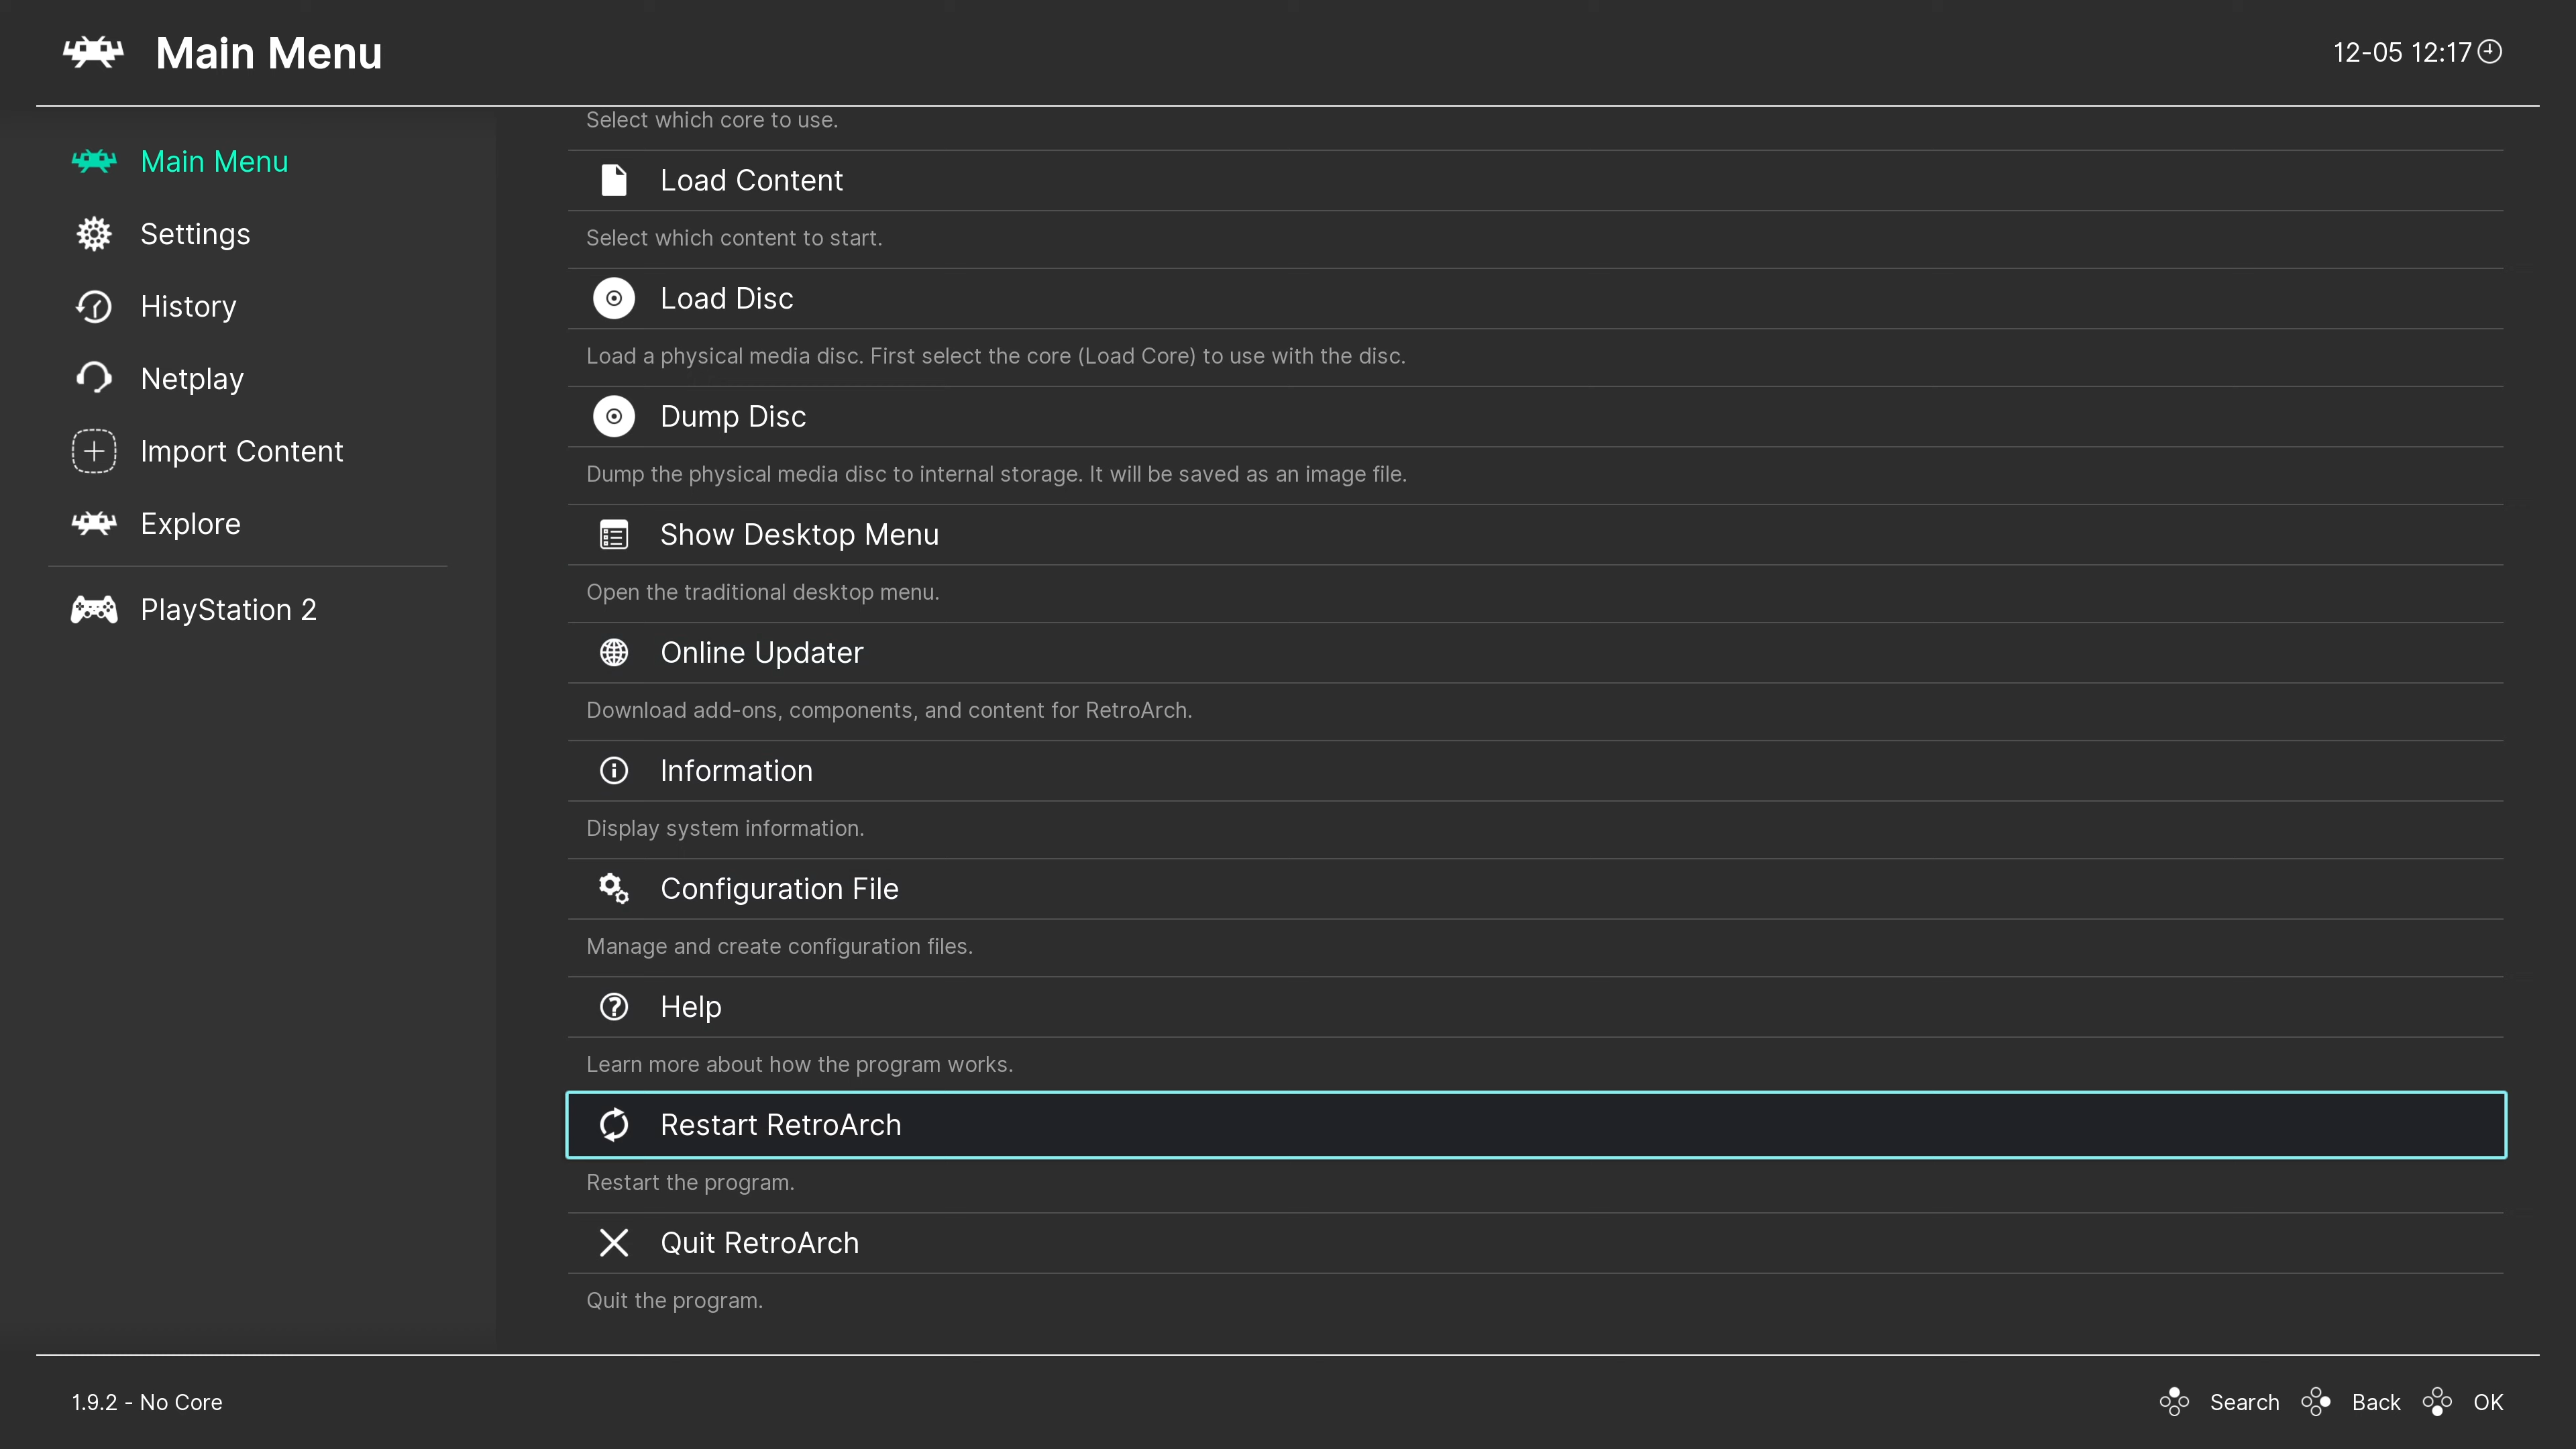 Main Menu
12-05 12:17
Main Menu
Settings
History
Netplay
Import Content
Explore
PlayStation 2
Select which core to use.
Load Content
Select which content to start.
Load Disc
Load a physical media disc. First select the core (Load Core) to use with the disc.
Dump Disc
Dump the physical media disc to internal storage. It will be saved as an image file.
Show Desktop Menu
Open the traditional desktop menu.
Online Updater
Download add-ons, components, and content for RetroArch.
Information
Display system information.
Configuration File
Manage and create configuration files.
Help
Learn more about how the program works.
Restart RetroArch
Restart the program.
Quit RetroArch
Quit the program.
1.9.2 - No Core
Search Back OK